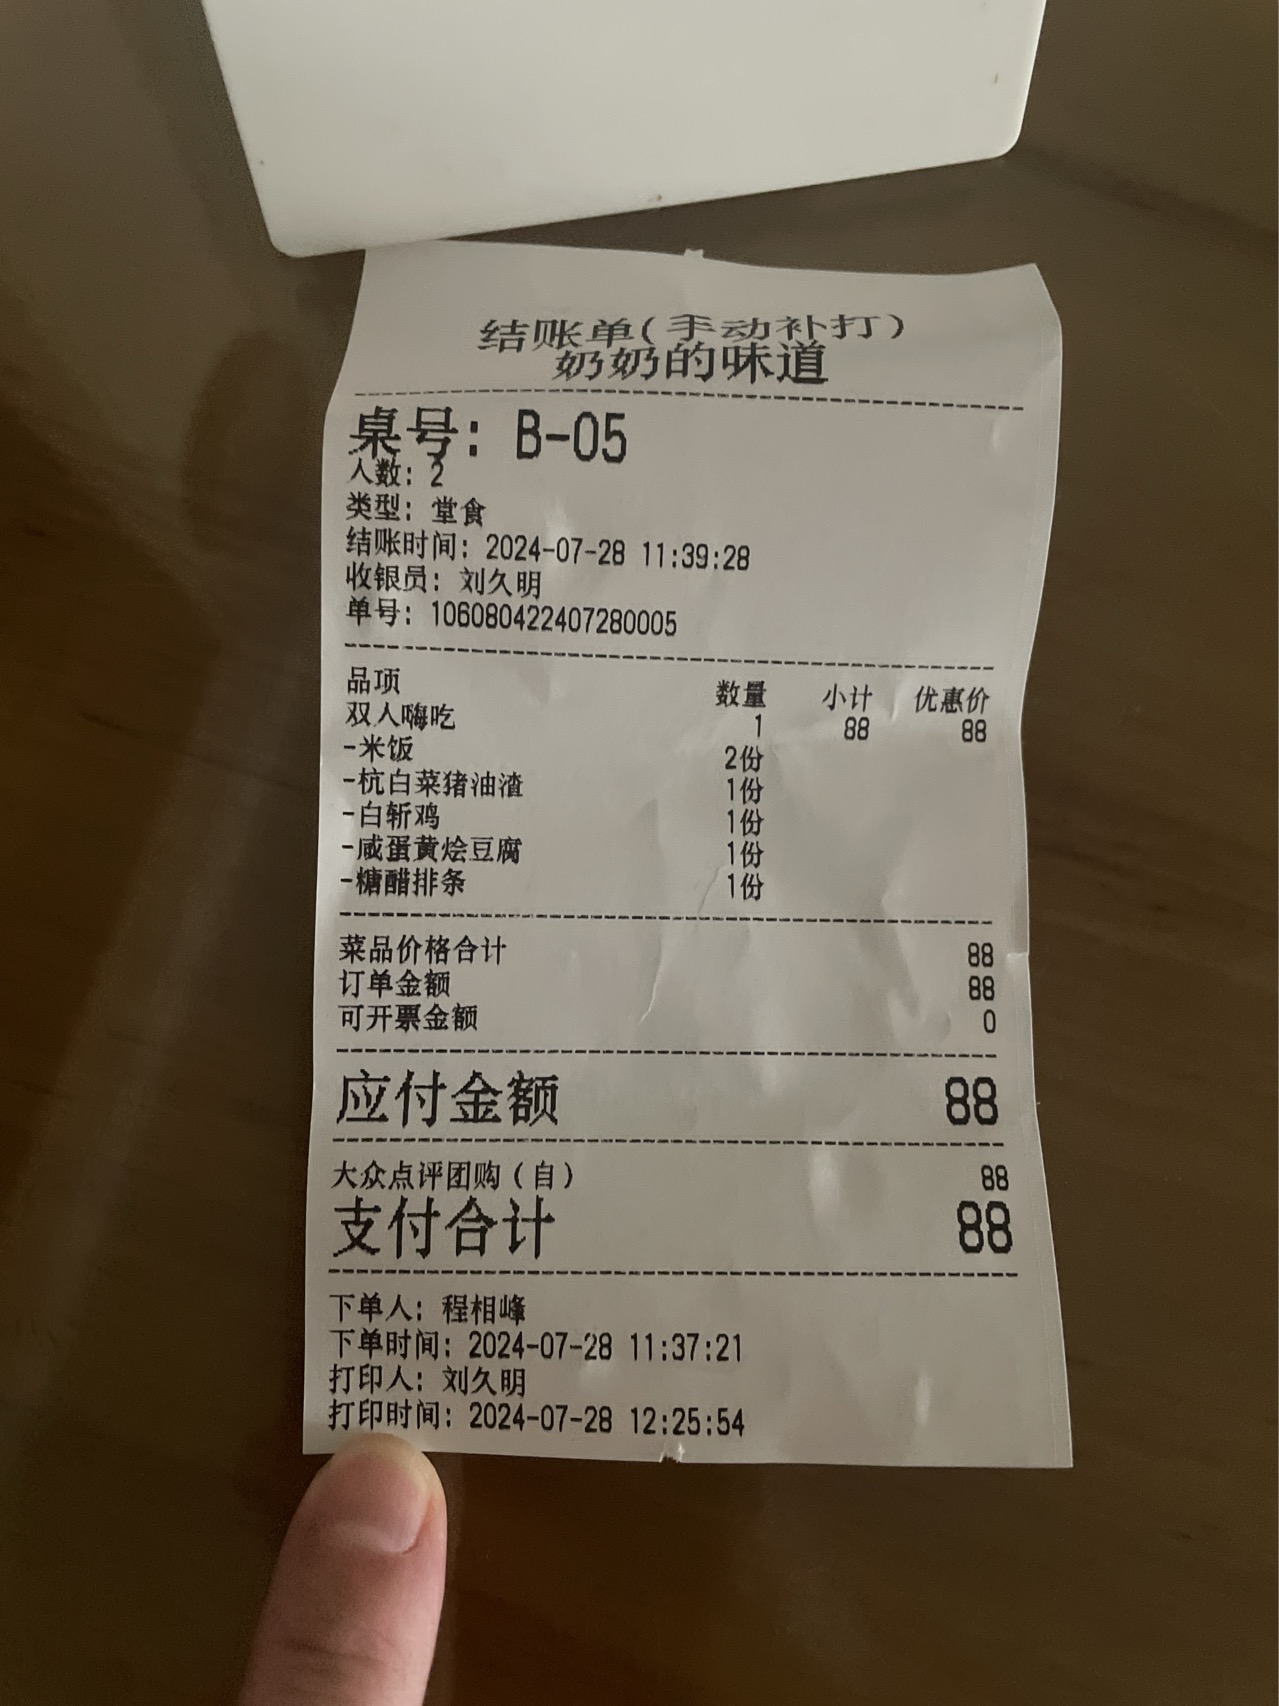 结账单(手动补打)
奶奶的味道
桌号: B-05
人数: 2
类型: 堂食
结账时间: 2024-07-28 11:39:28
收银员: 刘久明
单号: 106080422407280005
品项 数量 小计 优惠价
双人嗨吃 1 88 88
-米饭 2份
-杭白菜猪油渣 1份
-白斩鸡 1份
-咸蛋黄烩豆腐 1份
-糖醋排条 1份
菜品价格合计 88
订单金额 88
可开票金额 0
应付金额 88
大众点评团购(自) 88
支付合计 88
下单人: 程相峰
下单时间: 2024-07-28 11:37:21
打印人: 刘久明
打印时间: 2024-07-28 12:25:54